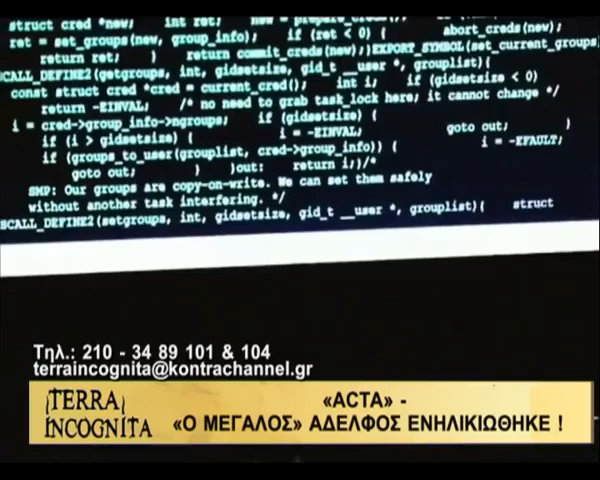 struct cred *new; int ret; new = prepare_creds();
ret = set_groups(new, group_info); if (ret < 0) { abort_creds(new);
return ret; } return commit_creds(new);}EXPORT_SYMBOL(set_current_groups)
SCALL_DEFINE2(getgroups, int, gidsetsize, gid_t __user *, grouplist){
const struct cred *cred = current_cred(); int i; if (gidsetsize < 0)
return -EINVAL; /* no need to grab task_lock here; it cannot change */
i = cred->group_info->ngroups; if (gidsetsize) {
if (i > gidsetsize) { i = -EINVAL; goto out; }
if (groups_to_user(grouplist, cred->group_info)) { i = -EFAULT;
goto out; } }out: return i;}/*
SMP: Our groups are copy-on-write. We can set them safely
without another task interfering. */
SCALL_DEFINE2(setgroups, int, gidsetsize, gid_t __user *, grouplist){ struct
Τηλ.: 210 - 34 89 101 & 104
terraincognita@kontrachannel.gr
TERRA
INCOGNITA
«ACTA» -
«Ο ΜΕΓΑΛΟΣ» ΑΔΕΛΦΟΣ ΕΝΗΛΙΚΙΩΘΗΚΕ !